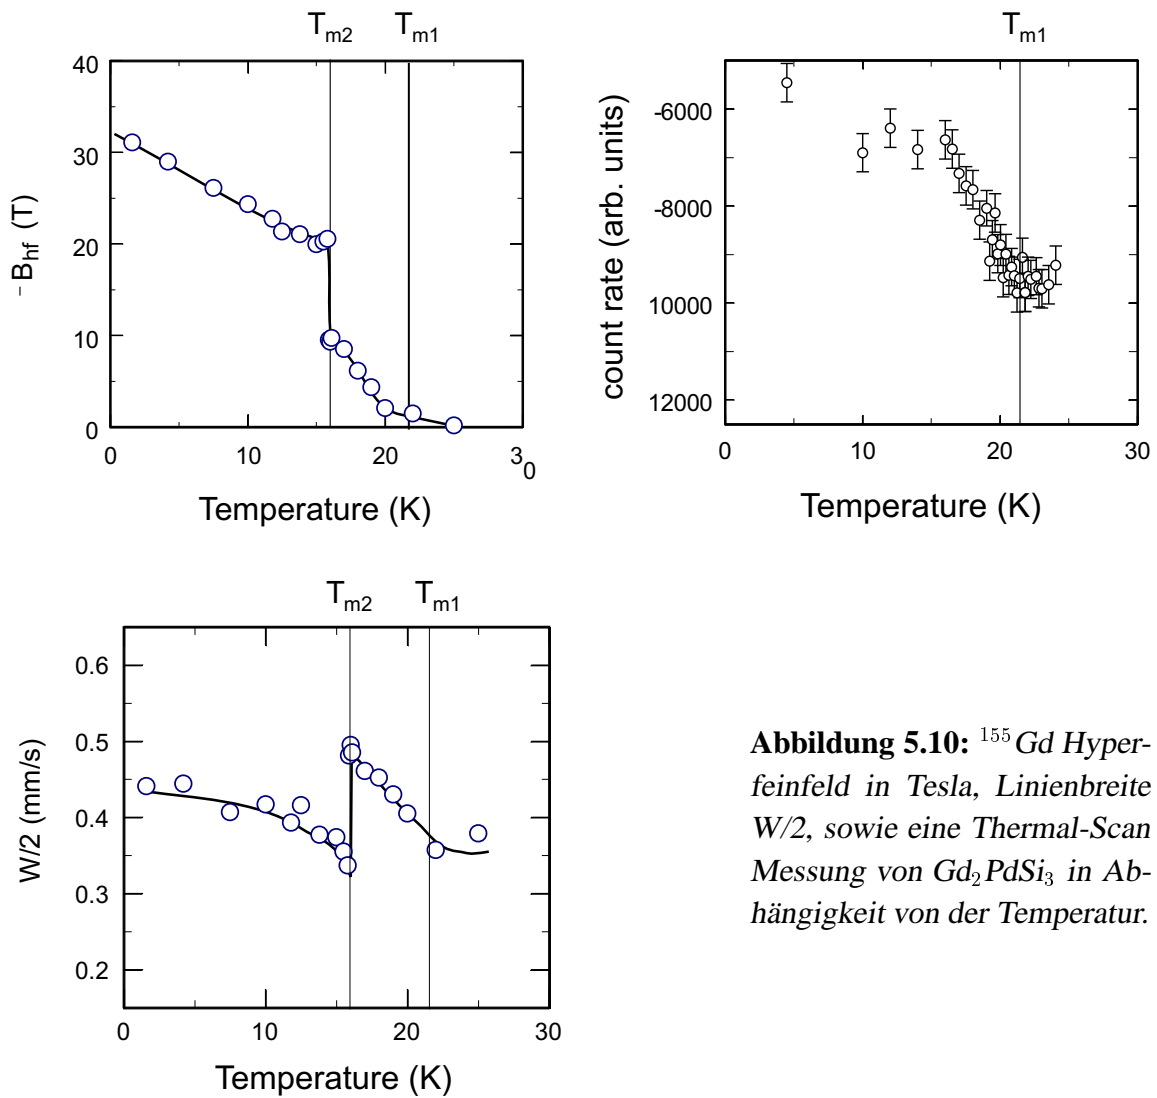 T_m2 T_m1
40
30
20
10
0
⁻B_hf (T)
0 10 20 30
Temperature (K)
T_m1
-6000
-8000
10000
12000
count rate (arb. units)
0 10 20 30
Temperature (K)
T_m2 T_m1
0.6
0.5
0.4
0.3
0.2
W/2 (mm/s)
0 10 20 30
Temperature (K)
Abbildung 5.10: ¹⁵⁵Gd Hyper-
feinfeld in Tesla, Linienbreite
W/2, sowie eine Thermal-Scan
Messung von Gd₂PdSi₃ in Ab-
hängigkeit von der Temperatur.